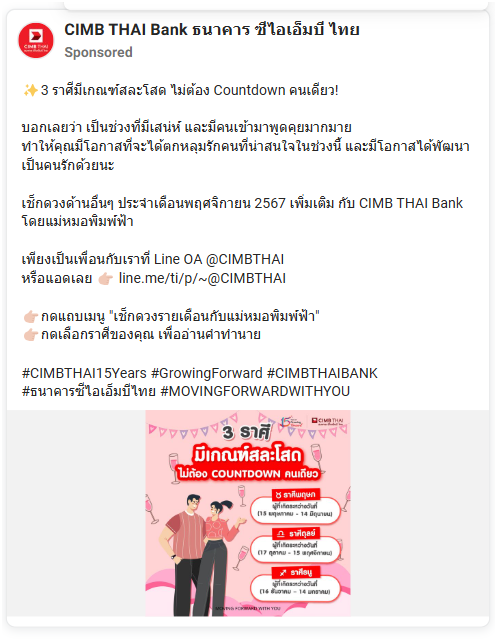 CIMB THAI Bank ธนาคาร ซีไอเอ็มบี ไทย
Sponsored
✨3 ราศีมีเกณฑ์สละโสด ไม่ต้อง Countdown คนเดียว!
บอกเลยว่า เป็นช่วงที่มีเสน่ห์ และมีคนเข้ามาพูดคุยมากมาย
ทำให้คุณมีโอกาสที่จะได้ตกหลุมรักคนที่น่าสนใจในช่วงนี้ และมีโอกาสได้พัฒนา
เป็นคนรักด้วยนะ
เช็กดวงด้านอื่นๆ ประจำเดือนพฤศจิกายน 2567 เพิ่มเติม กับ CIMB THAI Bank
โดยแม่หมอพิมพ์ฟ้า
เพียงเป็นเพื่อนกับเราที่ Line OA @CIMBTHAI
หรือแอดเลย 👉🏻 line.me/ti/p/~@CIMBTHAI
👉🏻กดแถบเมนู "เช็กดวงรายเดือนกับแม่หมอพิมพ์ฟ้า"
👉🏻กดเลือกราศีของคุณ เพื่ออ่านคำทำนาย
#CIMBTHAI15Years #GrowingForward #CIMBTHAIBANK
#ธนาคารซีไอเอ็มบีไทย #MOVINGFORWARDWITHYOU
CIMB THAI
3 ราศี
มีเกณฑ์สละโสด
ไม่ต้อง COUNTDOWN คนเดียว
♉ ราศีพฤษภ
ผู้ที่เกิดระหว่างวันที่
(15 พฤษภาคม - 14 มิถุนายน)
♎ ราศีตุลย์
ผู้ที่เกิดระหว่างวันที่
(17 ตุลาคม - 15 พฤศจิกายน)
♐ ราศีธนู
ผู้ที่เกิดระหว่างวันที่
(16 ธันวาคม - 14 มกราคม)
MOVING FORWARD WITH YOU